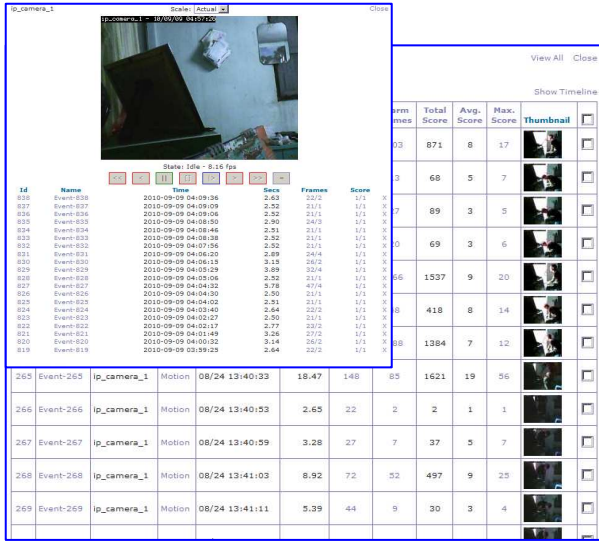 ip_camera_1 Scale: Actual Close
ip_camera_1 - 10/09/09 04:57:26
State: Idle - 8.16 fps
<< < || [] |> > >>
Id Name Time Secs Frames Score
838 Event-838 2010-09-09 04:09:36 2.63 22/2 1/1 X
837 Event-837 2010-09-09 04:09:09 2.52 21/1 1/1 X
836 Event-836 2010-09-09 04:09:06 2.52 21/1 1/1 X
835 Event-835 2010-09-09 04:08:50 2.90 24/3 1/1 X
834 Event-834 2010-09-09 04:08:46 2.51 21/1 1/1 X
833 Event-833 2010-09-09 04:08:38 2.52 21/1 1/1 X
832 Event-832 2010-09-09 04:07:56 2.52 21/1 1/1 X
831 Event-831 2010-09-09 04:06:20 2.89 24/4 1/1 X
830 Event-830 2010-09-09 04:06:15 3.15 26/2 1/1 X
829 Event-829 2010-09-09 04:05:29 3.89 32/4 1/1 X
828 Event-828 2010-09-09 04:05:06 2.52 21/1 1/1 X
827 Event-827 2010-09-09 04:04:32 5.78 47/4 1/1 X
826 Event-826 2010-09-09 04:04:30 2.50 21/1 1/1 X
825 Event-825 2010-09-09 04:04:02 2.51 21/1 1/1 X
824 Event-824 2010-09-09 04:03:40 2.64 22/2 1/1 X
823 Event-823 2010-09-09 04:02:27 2.50 21/1 1/1 X
822 Event-822 2010-09-09 04:02:17 2.77 23/2 1/1 X
821 Event-821 2010-09-09 04:01:49 3.26 27/2 1/1 X
820 Event-820 2010-09-09 04:00:32 3.14 26/2 1/1 X
819 Event-819 2010-09-09 03:59:25 2.64 22/2 1/1 X
View All Close
Show Timeline
Total Score Avg. Score Max. Score Thumbnail
03 871 8 17
68 5 7
89 3 5
20 69 3 6
66 1537 9 20
418 8 14
88 1384 7 12
265 Event-265 ip_camera_1 Motion 08/24 13:40:33 18.47 148 85 1621 19 56
266 Event-266 ip_camera_1 Motion 08/24 13:40:53 2.65 22 2 2 1 1
267 Event-267 ip_camera_1 Motion 08/24 13:40:59 3.28 27 7 37 5 7
268 Event-268 ip_camera_1 Motion 08/24 13:41:03 8.92 72 52 497 9 25
269 Event-269 ip_camera_1 Motion 08/24 13:41:11 5.39 44 9 30 3 4